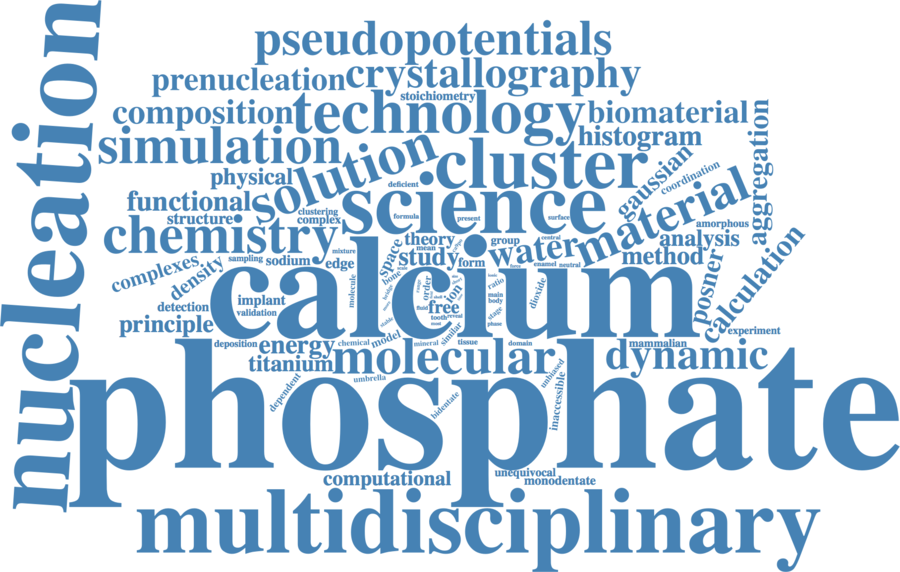 nucleation
pseudopotentials
prenucleation crystallography
stoichiometry
composition technology biomaterial
simulation histogram
solution cluster
physical deficient gaussian coordination aggregation
functional science material
clustering
structure complex formula present surface
chemistry theory group central water analysis amorphous
mixture mean
space study form method
complexes density sampling sodium edge bone force enamel neutral posner calculation
calcium
molecule order ion ratio dioxide
detection implant main
validation fluid free body
principle tooth reveal stage
phase experiment
deposition energy chemical model mineral similar tissue domain mammalian
titanium molecular dynamic
dependent umbrella unbiased
phosphate
bidentate inaccessible
computational unequivocal
monodentate
multidisciplinary